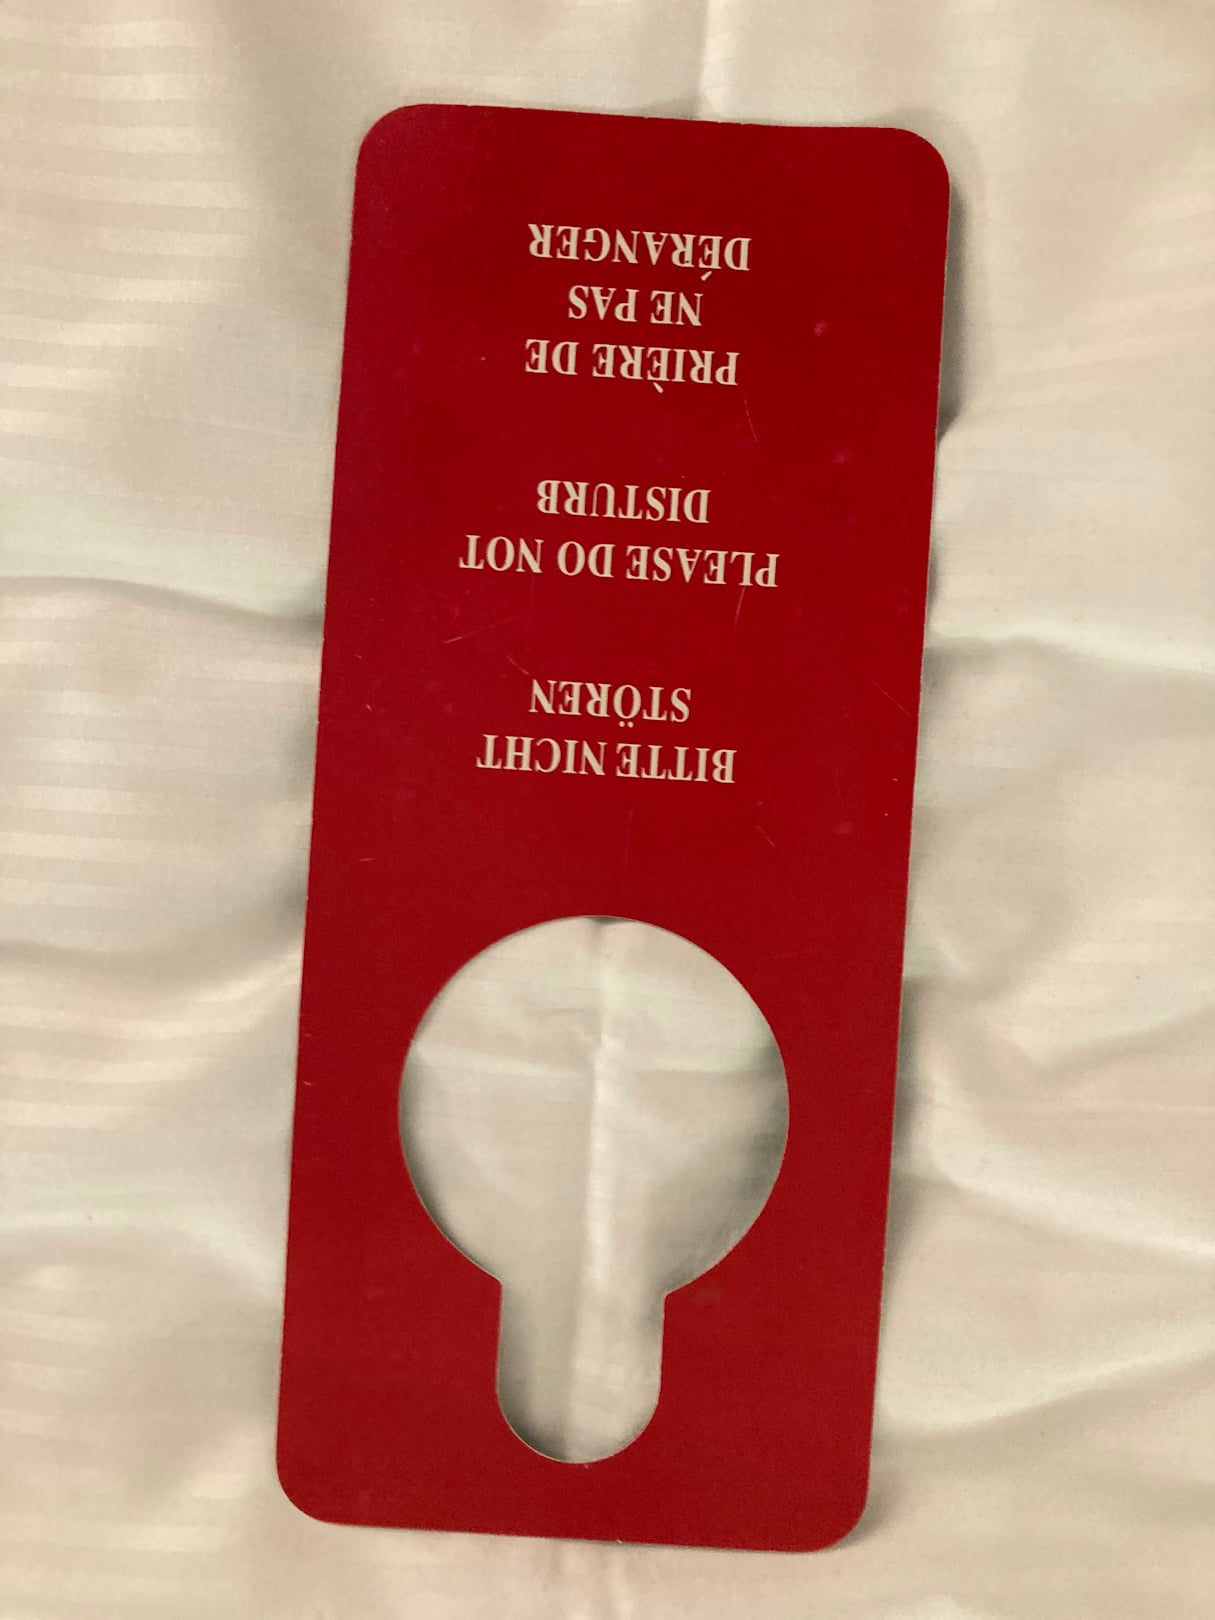 BITTE NICHT
STÖREN
PLEASE DO NOT
DISTURB
PRIÈRE DE
NE PAS
DÉRANGER